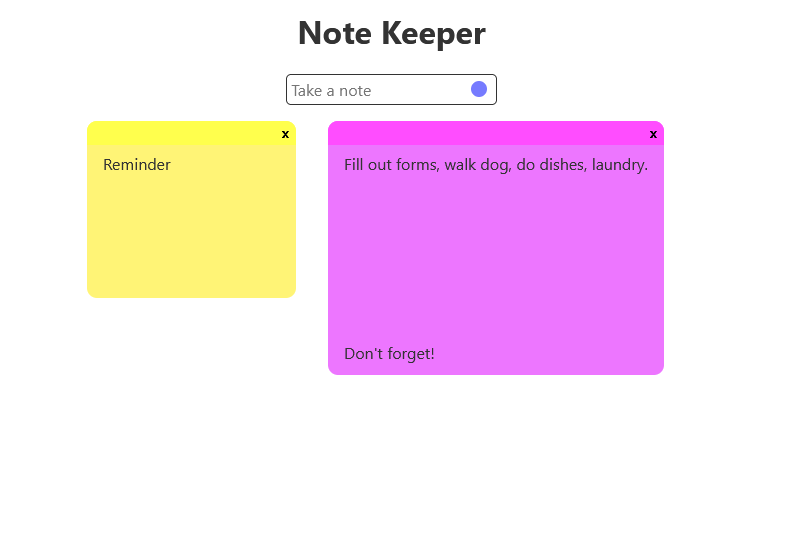 Note Keeper
Take a note
x
Reminder
x
Fill out forms, walk dog, do dishes, laundry.
Don't forget!